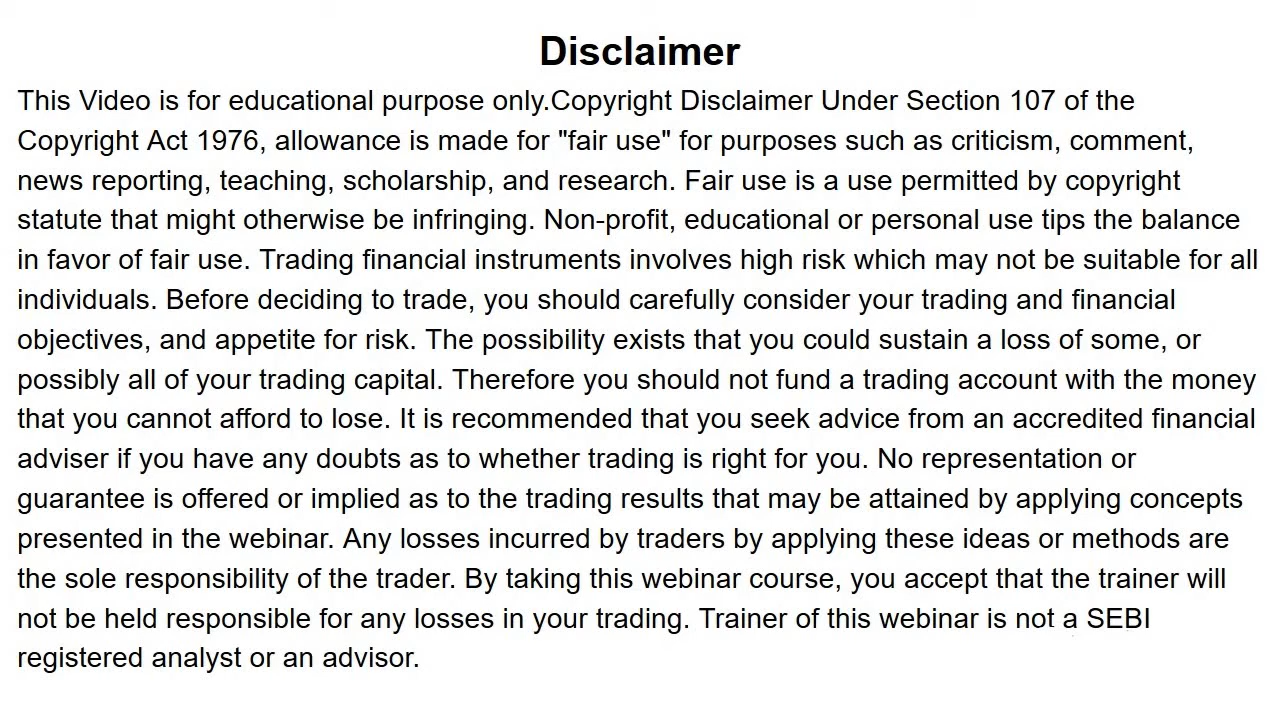 Disclaimer
This Video is for educational purpose only.Copyright Disclaimer Under Section 107 of the
Copyright Act 1976, allowance is made for "fair use" for purposes such as criticism, comment,
news reporting, teaching, scholarship, and research. Fair use is a use permitted by copyright
statute that might otherwise be infringing. Non-profit, educational or personal use tips the balance
in favor of fair use. Trading financial instruments involves high risk which may not be suitable for all
individuals. Before deciding to trade, you should carefully consider your trading and financial
objectives, and appetite for risk. The possibility exists that you could sustain a loss of some, or
possibly all of your trading capital. Therefore you should not fund a trading account with the money
that you cannot afford to lose. It is recommended that you seek advice from an accredited financial
adviser if you have any doubts as to whether trading is right for you. No representation or
guarantee is offered or implied as to the trading results that may be attained by applying concepts
presented in the webinar. Any losses incurred by traders by applying these ideas or methods are
the sole responsibility of the trader. By taking this webinar course, you accept that the trainer will
not be held responsible for any losses in your trading. Trainer of this webinar is not a SEBI
registered analyst or an advisor.